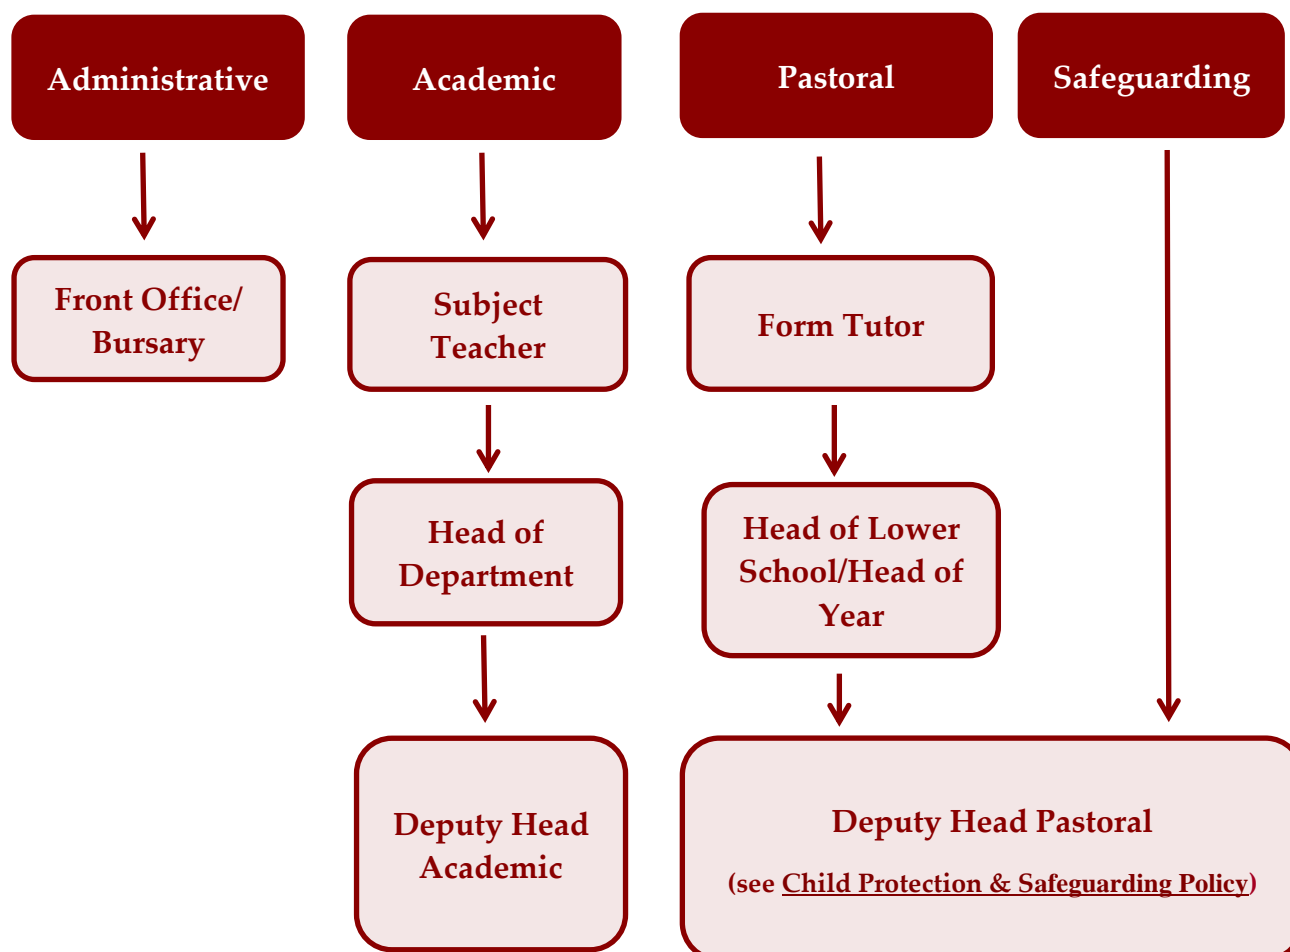 Administrative
Academic
Pastoral
Safeguarding
Front Office/
Bursary
Subject
Teacher
Form Tutor
Head of
Department
Head of Lower
School/Head of
Year
Deputy Head
Academic
Deputy Head Pastoral
(see Child Protection & Safeguarding Policy)